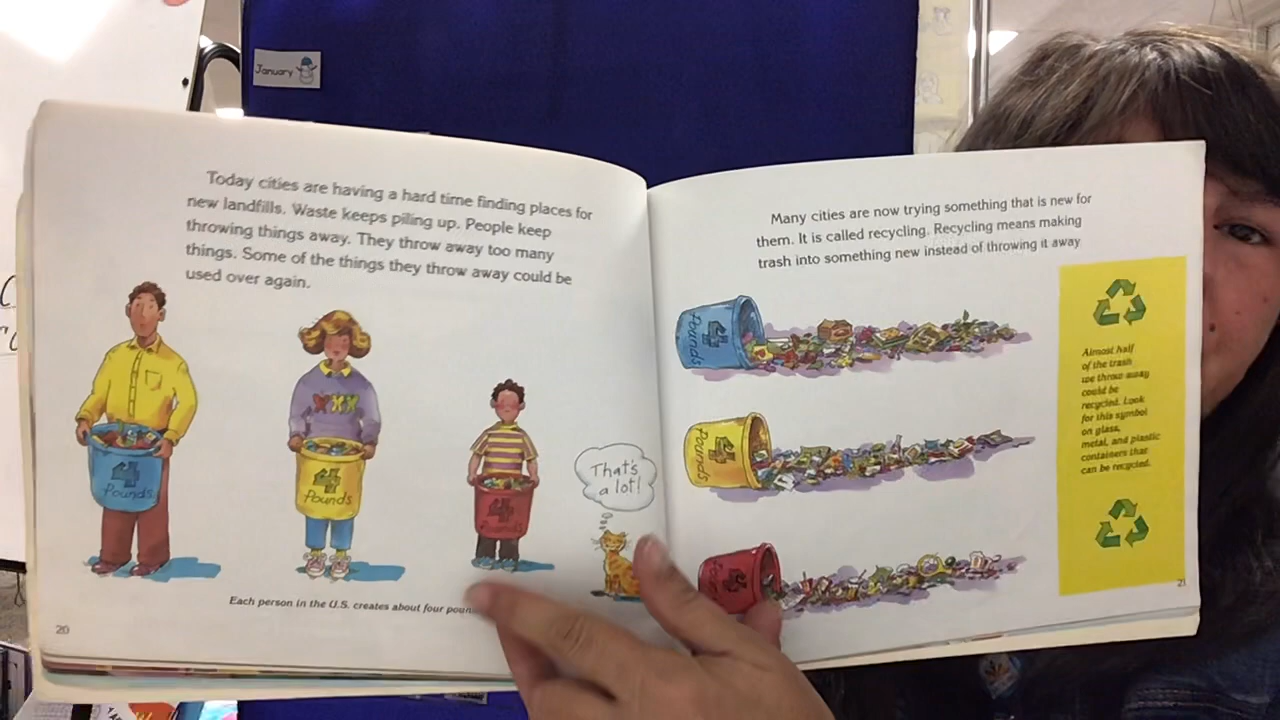 January
Today cities are having a hard time finding places for
new landfills. Waste keeps piling up. People keep
throwing things away. They throw away too many
things. Some of the things they throw away could be
used over again.
4
Pounds
4
Pounds
4
Pounds
That's
a lot!
Each person in the U.S. creates about four
20
Many cities are now trying something that is new for
them. It is called recycling. Recycling means making
trash into something new instead of throwing it away
4
Pounds
4
Pounds
4
Almost half
of the trash
we throw away
could be
recycled. Look
for this symbol
on glass,
metal, and plastic
containers that
can be recycled.
21